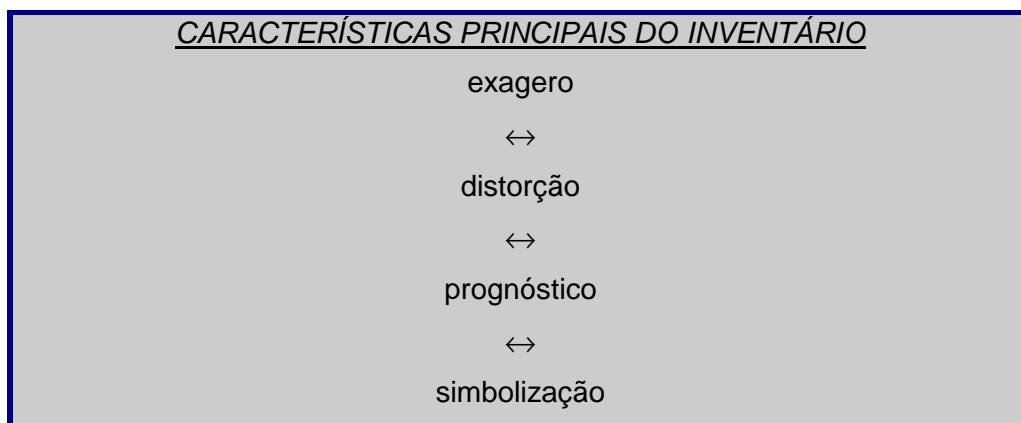 CARACTERÍSTICAS PRINCIPAIS DO INVENTÁRIO
exagero
↔
distorção
↔
prognóstico
↔
simbolização